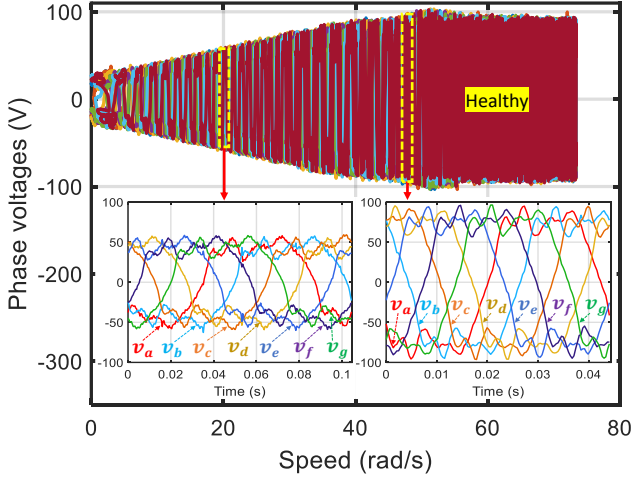 100
0
-100
-200
-300
Phase voltages (V)
Healthy
100
50
0
-50
-100
v_a v_b v_c v_d v_e v_f v_g
0 0.02 0.04 0.06 0.08 0.1
Time (s)
100
50
0
-50
-100
v_a v_b v_c v_d v_e v_f v_g
0 0.01 0.02 0.03 0.04
Time (s)
0 20 40 60 80
Speed (rad/s)